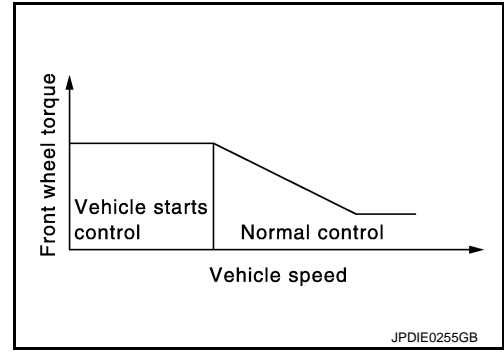 Front wheel torque
Vehicle starts
control
Normal control
Vehicle speed
JPDIE0255GB